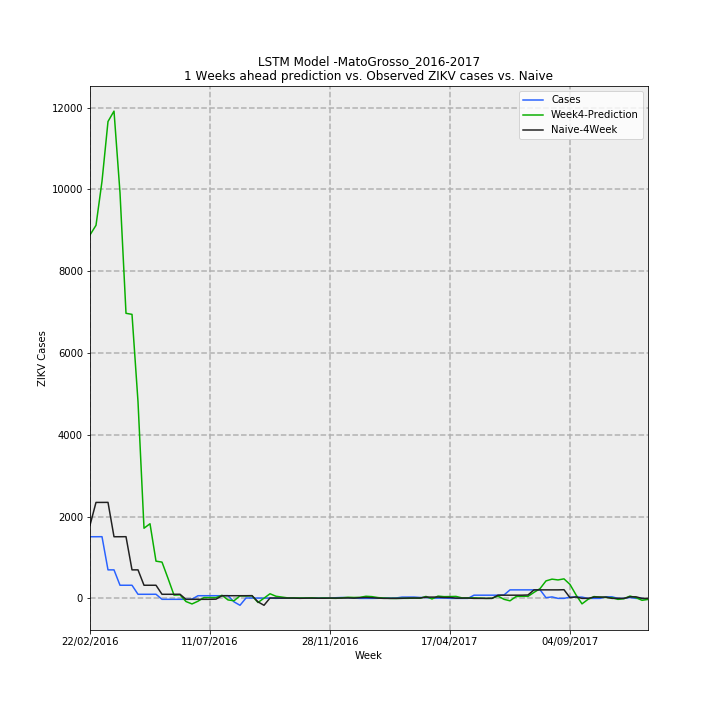 LSTM Model -MatoGrosso_2016-2017
1 Weeks ahead prediction vs. Observed ZIKV cases vs. Naive
Cases
Week4-Prediction
Naive-4Week
12000
10000
8000
6000
4000
2000
0
ZIKV Cases
22/02/2016
11/07/2016
28/11/2016
17/04/2017
04/09/2017
Week